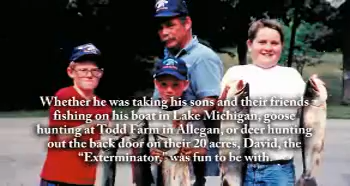 Whether he was taking his sons and their friends
fishing on his boat in Lake Michigan, goose
hunting at Todd Farm in Allegan, or deer hunting
out the back door on their 20 acres, David, the
“Exterminator,” was fun to be with.